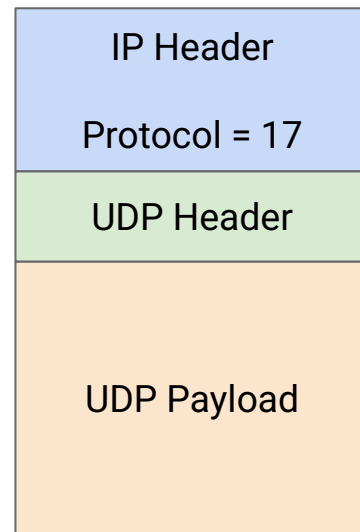 IP Header
Protocol = 17
UDP Header
UDP Payload